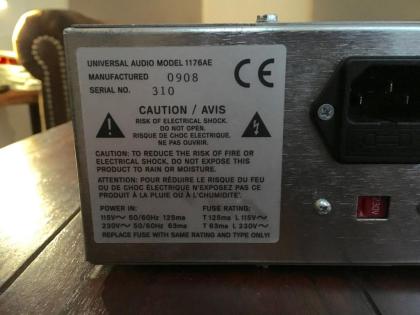 UNIVERSAL AUDIO MODEL 1176AE
MANUFACTURED 0908
SERIAL NO. 310
CE
CAUTION / AVIS
RISK OF ELECTRICAL SHOCK.
DO NOT OPEN.
RISQUE DE CHOC ELECTRIQUE.
NE PAS OUVRIR.
CAUTION: TO REDUCE THE RISK OF FIRE OR
ELECTRICAL SHOCK, DO NOT EXPOSE THIS
PRODUCT TO RAIN OR MOISTURE.
ATTENTION: POUR RÉDUIRE LE RISQUE DU FEU
OU DE CHOC ÉLECTRIQUE N'EXPOSEZ PAS CE
PRODUIT À LA PLUIE OU À L'HUMIDITE'.
POWER IN: FUSE RATING:
115V~ 50/60Hz 125ma T 125ma L 115V~
230V~ 50/60Hz 63ma T 63ma L 230V~
REPLACE FUSE WITH SAME RATING AND TYPE ONLY!